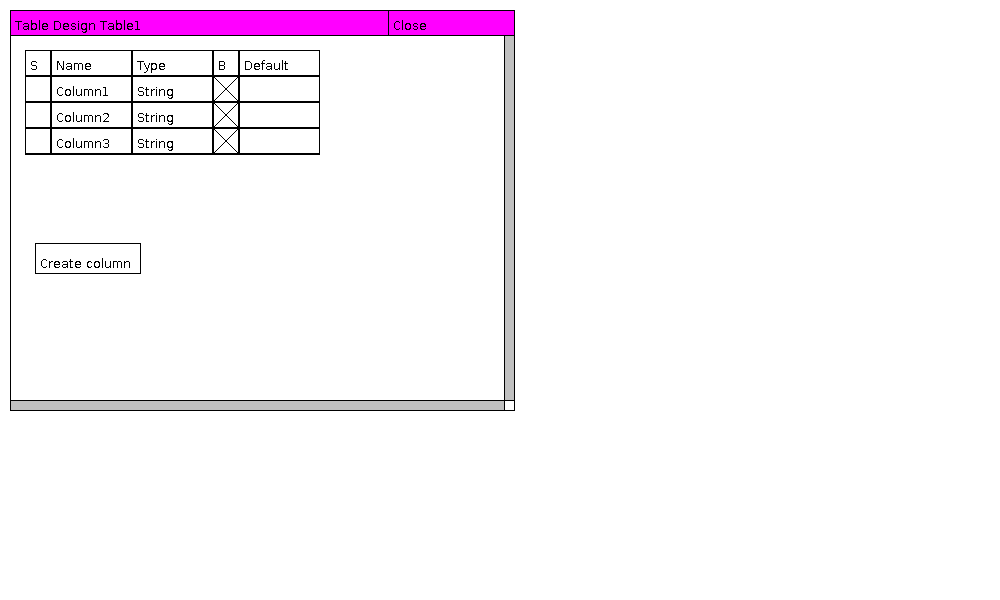 Table Design Table1 Close
S Name Type B Default
Column1 String
Column2 String
Column3 String
Create column